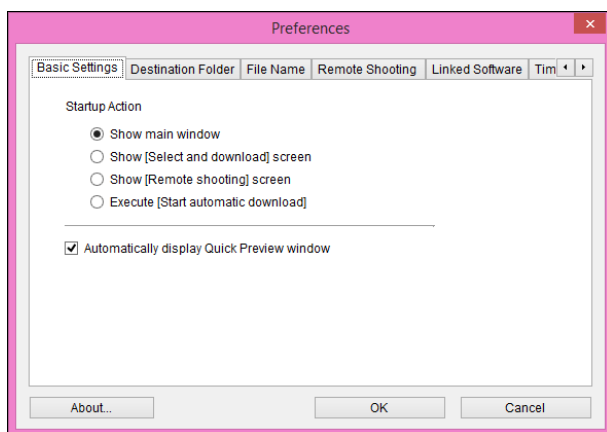 Preferences
Basic Settings Destination Folder File Name Remote Shooting Linked Software Tim
Startup Action
Show main window
Show [Select and download] screen
Show [Remote shooting] screen
Execute [Start automatic download]
Automatically display Quick Preview window
About... OK Cancel